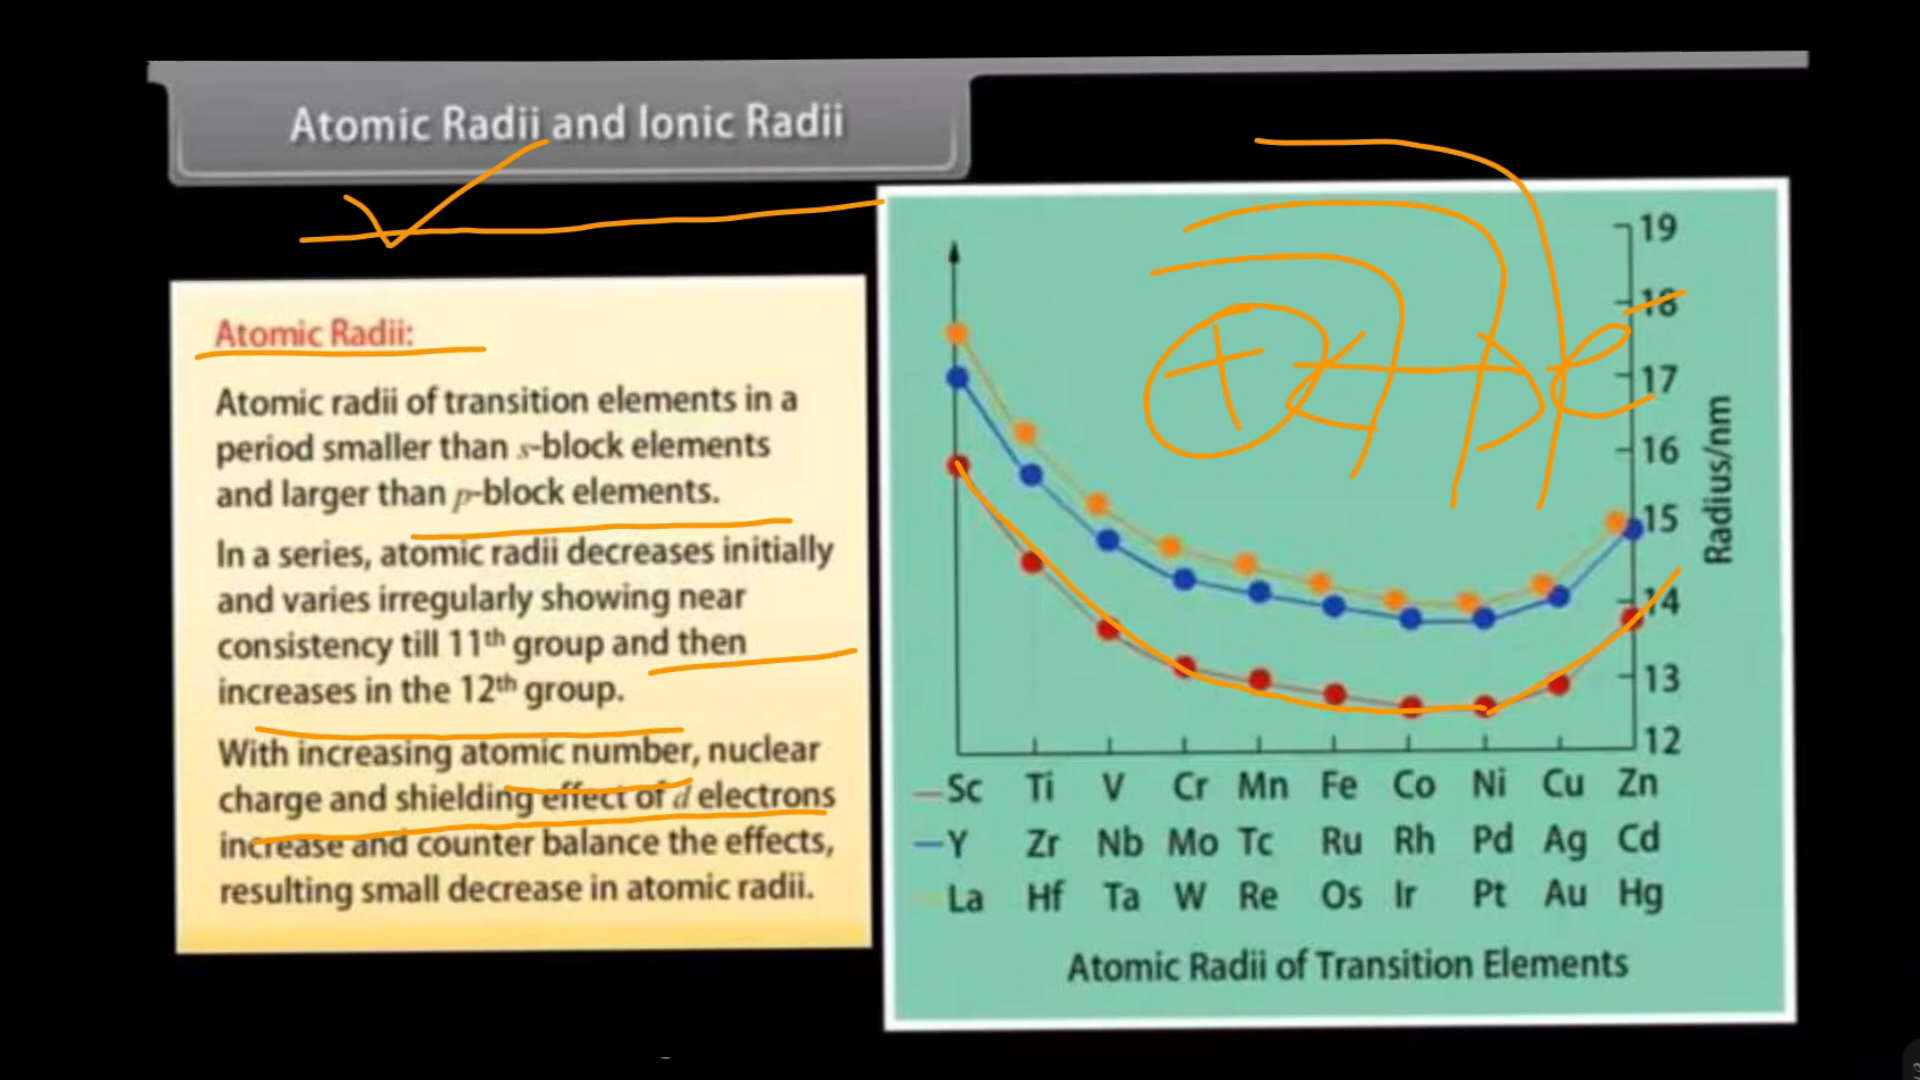 Atomic Radii and Ionic Radii
Atomic Radii:
Atomic radii of transition elements in a
period smaller than s-block elements
and larger than p-block elements.
In a series, atomic radii decreases initially
and varies irregularly showing near
consistency till 11th group and then
increases in the 12th group.
With increasing atomic number, nuclear
charge and shielding effect of d electrons
increase and counter balance the effects,
resulting small decrease in atomic radii.
+ e
19
18
17
16
15
14
13
12
Radius/nm
Sc Ti V Cr Mn Fe Co Ni Cu Zn
Y Zr Nb Mo Tc Ru Rh Pd Ag Cd
La Hf Ta W Re Os Ir Pt Au Hg
Atomic Radii of Transition Elements